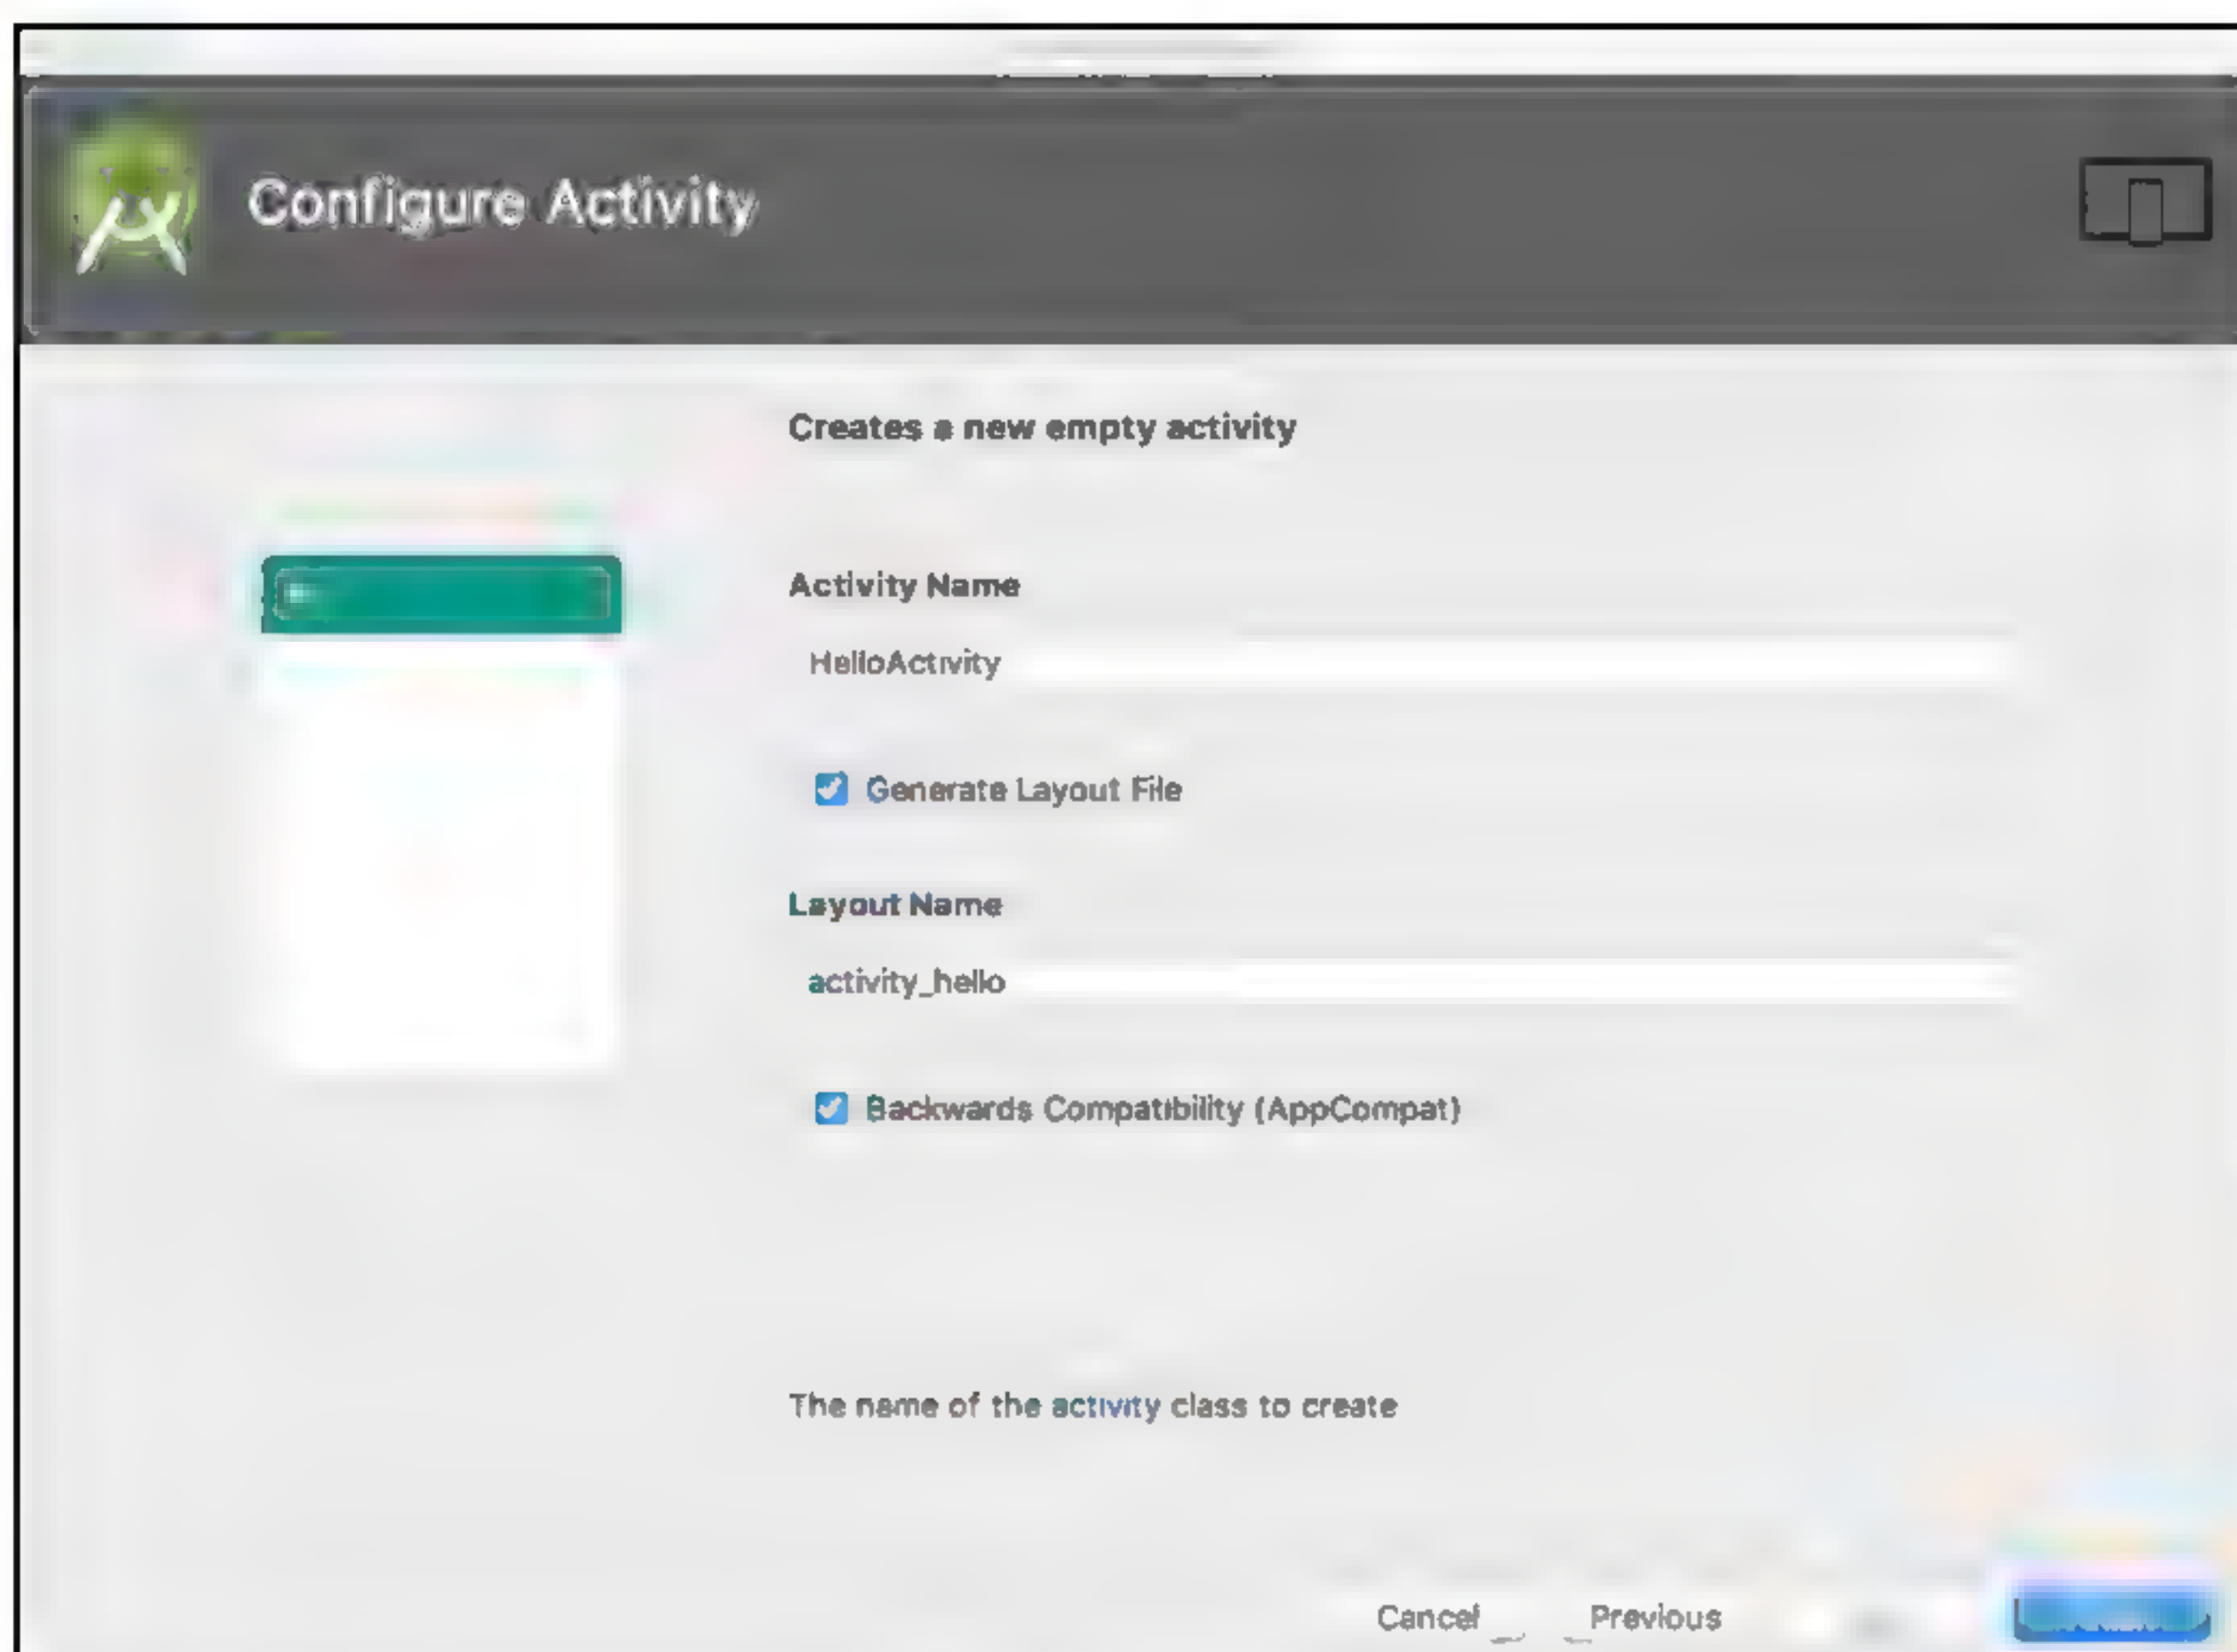 Configure Activity
Creates a new empty activity
Activity Name
HelloActivity
Generate Layout File
Layout Name
activity_hello
Backwards Compatibility (AppCompat)
The name of the activity class to create
Cancel Previous